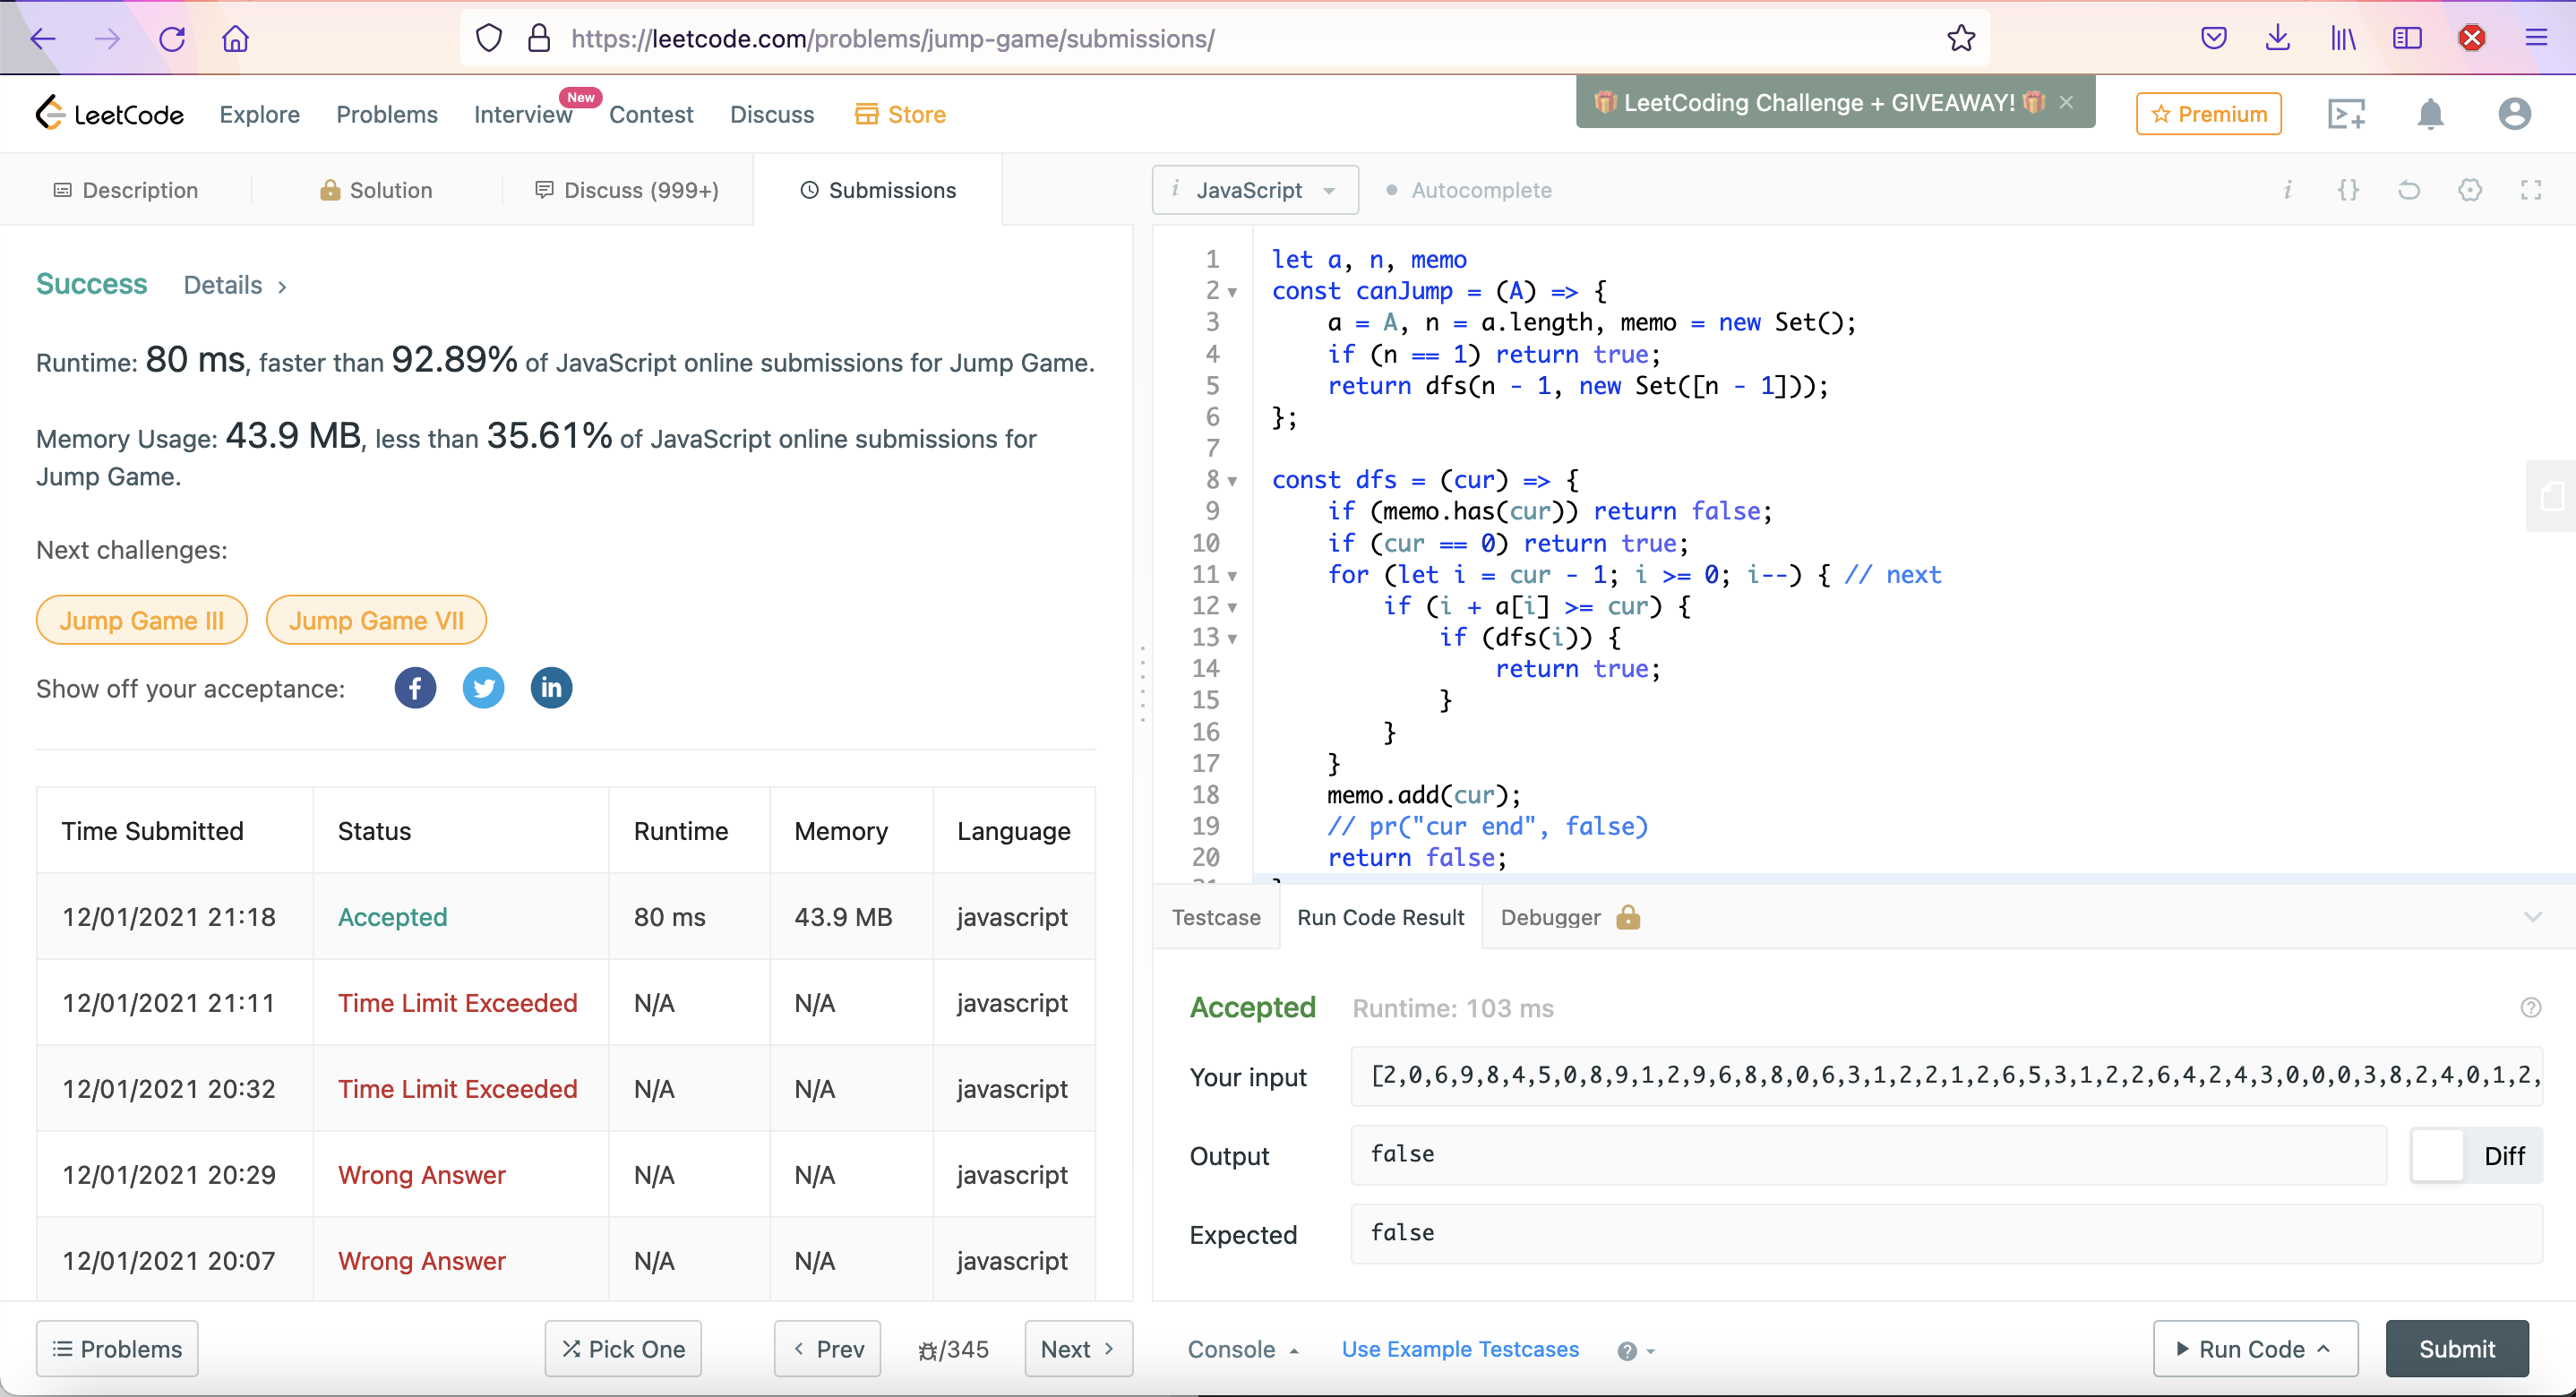 https://leetcode.com/problems/jump-game/submissions/
LeetCode
Explore
Problems
Interview
New
Contest
Discuss
Store
🎁 LeetCoding Challenge + GIVEAWAY! 🎁 ×
Premium
Description
Solution
Discuss (999+)
Submissions
Success
Details >
Runtime: 80 ms, faster than 92.89% of JavaScript online submissions for Jump Game.
Memory Usage: 43.9 MB, less than 35.61% of JavaScript online submissions for
Jump Game.
Next challenges:
Jump Game III
Jump Game VII
Show off your acceptance:
Time Submitted Status Runtime Memory Language
12/01/2021 21:18 Accepted 80 ms 43.9 MB javascript
12/01/2021 21:11 Time Limit Exceeded N/A N/A javascript
12/01/2021 20:32 Time Limit Exceeded N/A N/A javascript
12/01/2021 20:29 Wrong Answer N/A N/A javascript
12/01/2021 20:07 Wrong Answer N/A N/A javascript
Problems
Pick One
< Prev
/345
Next >
i JavaScript
Autocomplete
i {}
1 let a, n, memo
2 const canJump = (A) => {
3     a = A, n = a.length, memo = new Set();
4     if (n == 1) return true;
5     return dfs(n - 1, new Set([n - 1]));
6 };
7
8 const dfs = (cur) => {
9     if (memo.has(cur)) return false;
10     if (cur == 0) return true;
11     for (let i = cur - 1; i >= 0; i--) { // next
12         if (i + a[i] >= cur) {
13             if (dfs(i)) {
14                 return true;
15             }
16         }
17     }
18     memo.add(cur);
19     // pr("cur end", false)
20     return false;
Testcase
Run Code Result
Debugger
Accepted
Runtime: 103 ms
Your input
[2,0,6,9,8,4,5,0,8,9,1,2,9,6,8,8,0,6,3,1,2,2,1,2,6,5,3,1,2,2,6,4,2,4,3,0,0,0,3,8,2,4,0,1,2,
Output
false
Diff
Expected
false
Console
Use Example Testcases
Run Code
Submit